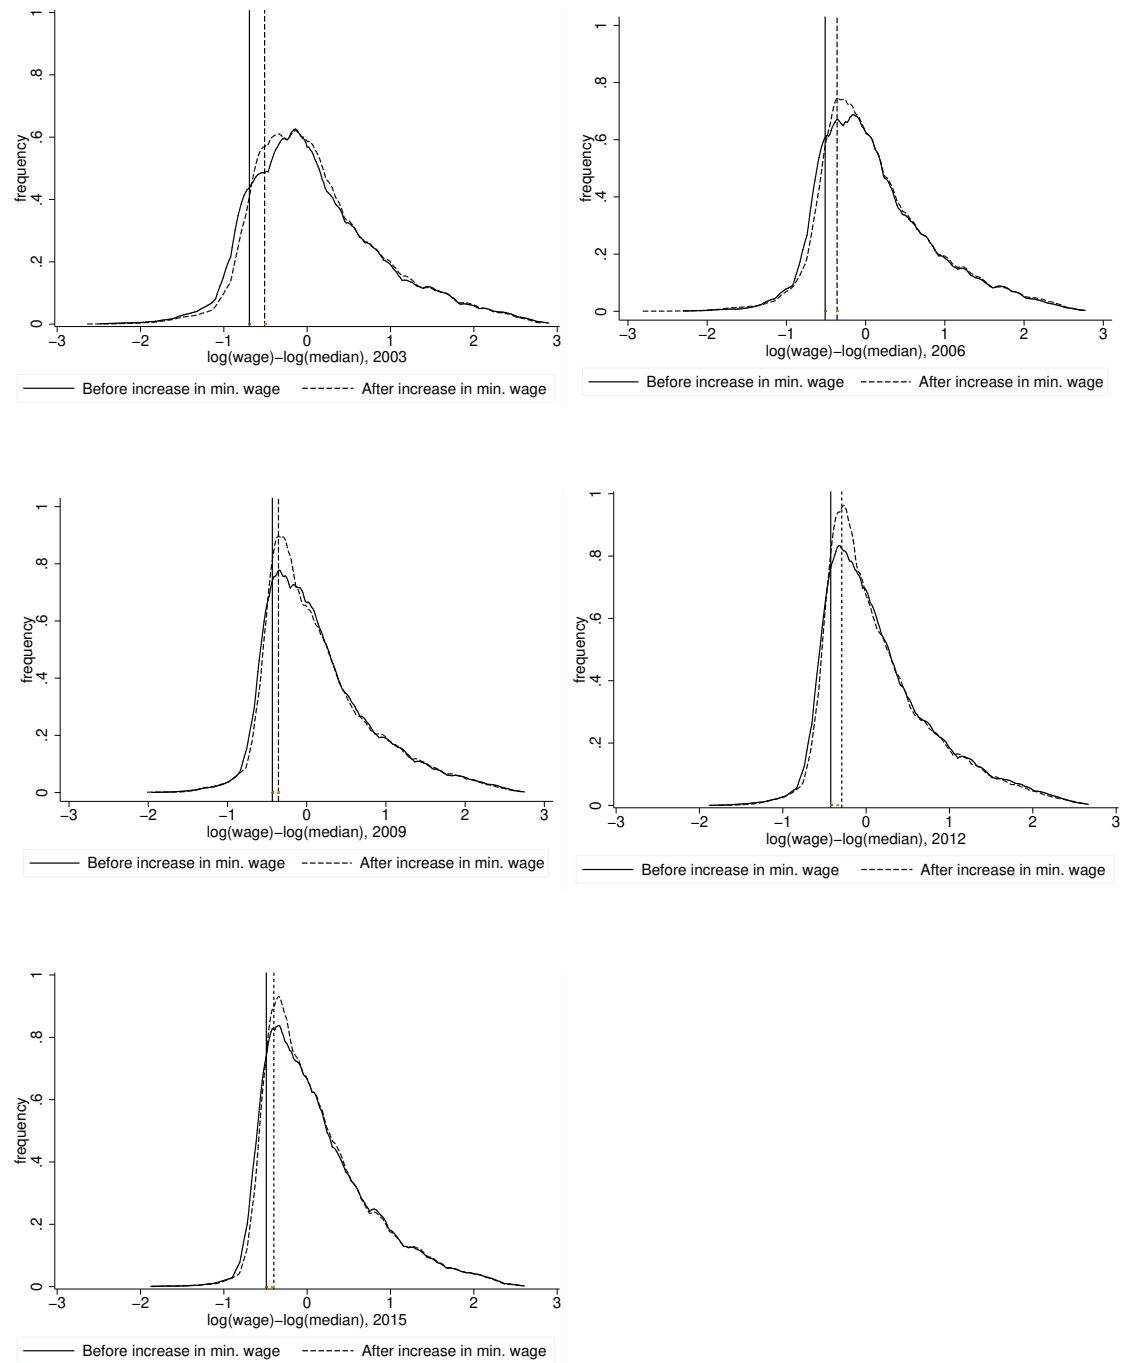 1
.8
.6
.4
.2
0
frequency
−3 −2 −1 0 1 2 3
log(wage)−log(median), 2003
Before increase in min. wage After increase in min. wage
1
.8
.6
.4
.2
0
frequency
−3 −2 −1 0 1 2 3
log(wage)−log(median), 2006
Before increase in min. wage After increase in min. wage
1
.8
.6
.4
.2
0
frequency
−3 −2 −1 0 1 2 3
log(wage)−log(median), 2009
Before increase in min. wage After increase in min. wage
1
.8
.6
.4
.2
0
frequency
−3 −2 −1 0 1 2 3
log(wage)−log(median), 2012
Before increase in min. wage After increase in min. wage
1
.8
.6
.4
.2
0
frequency
−3 −2 −1 0 1 2 3
log(wage)−log(median), 2015
Before increase in min. wage After increase in min. wage